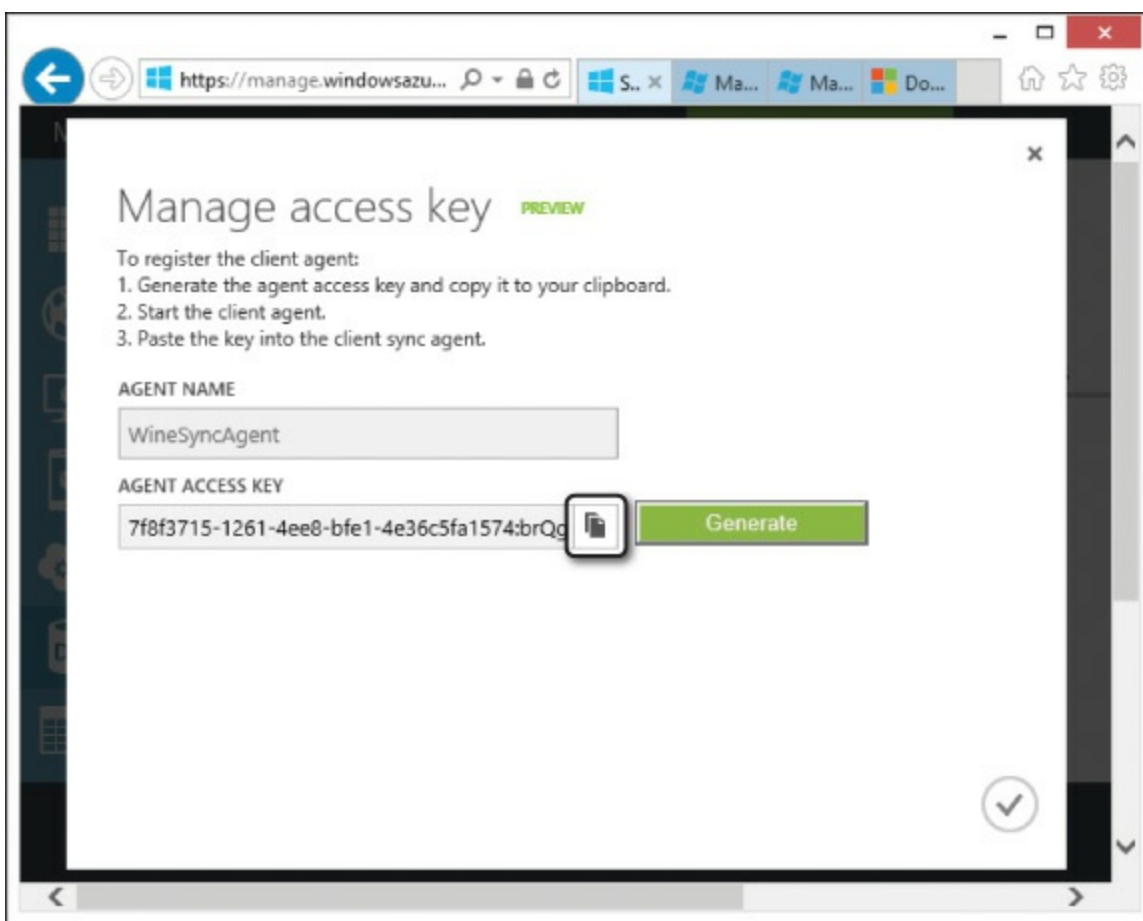 https://manage.windowsazu...
S..
Ma...
Ma...
Do...
Manage access key PREVIEW
To register the client agent:
1. Generate the agent access key and copy it to your clipboard.
2. Start the client agent.
3. Paste the key into the client sync agent.
AGENT NAME
WineSyncAgent
AGENT ACCESS KEY
7f8f3715-1261-4ee8-bfe1-4e36c5fa1574:brQg
Generate